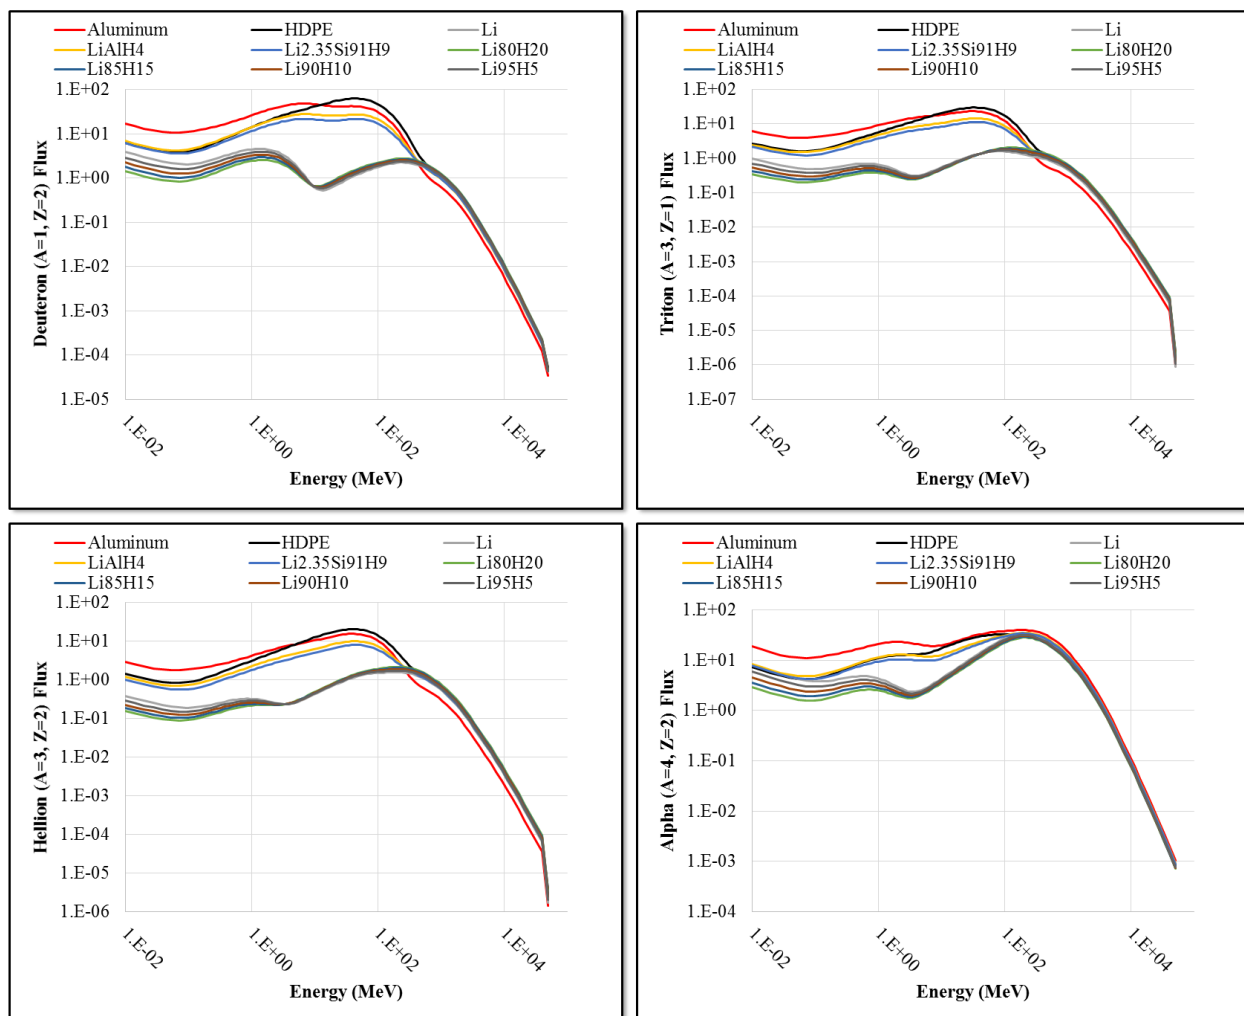 Aluminum HDPE Li
LiAlH4 Li2.35Si91H9 Li80H20
Li85H15 Li90H10 Li95H5
1.E+02
1.E+01
1.E+00
1.E-01
1.E-02
1.E-03
1.E-04
1.E-05
Deuteron (A=1, Z=2) Flux
1.E-02 1.E+00 1.E+02 1.E+04
Energy (MeV)
Aluminum HDPE Li
LiAlH4 Li2.35Si91H9 Li80H20
Li85H15 Li90H10 Li95H5
1.E+02
1.E+01
1.E+00
1.E-01
1.E-02
1.E-03
1.E-04
1.E-05
1.E-06
1.E-07
Triton (A=3, Z=1) Flux
1.E-02 1.E+00 1.E+02 1.E+04
Energy (MeV)
Aluminum HDPE Li
LiAlH4 Li2.35Si91H9 Li80H20
Li85H15 Li90H10 Li95H5
1.E+02
1.E+01
1.E+00
1.E-01
1.E-02
1.E-03
1.E-04
1.E-05
1.E-06
Hellion (A=3, Z=2) Flux
1.E-02 1.E+00 1.E+02 1.E+04
Energy (MeV)
Aluminum HDPE Li
LiAlH4 Li2.35Si91H9 Li80H20
Li85H15 Li90H10 Li95H5
1.E+02
1.E+01
1.E+00
1.E-01
1.E-02
1.E-03
1.E-04
Alpha (A=4, Z=2) Flux
1.E-02 1.E+00 1.E+02 1.E+04
Energy (MeV)